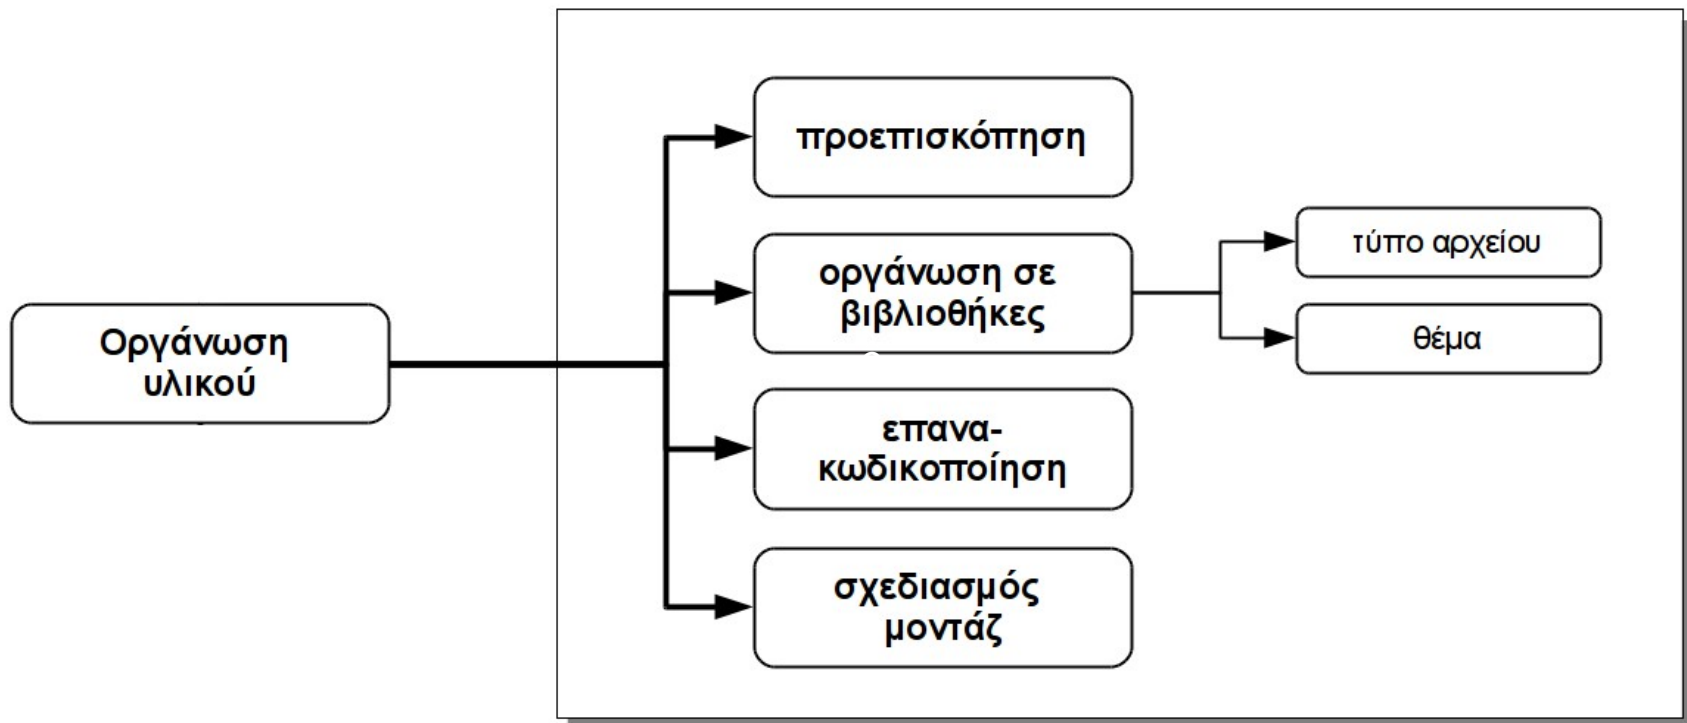 Οργάνωση
υλικού
προεπισκόπηση
οργάνωση σε
βιβλιοθήκες
τύπο αρχείου
θέμα
επανα-
κωδικοποίηση
σχεδιασμός
μοντάζ